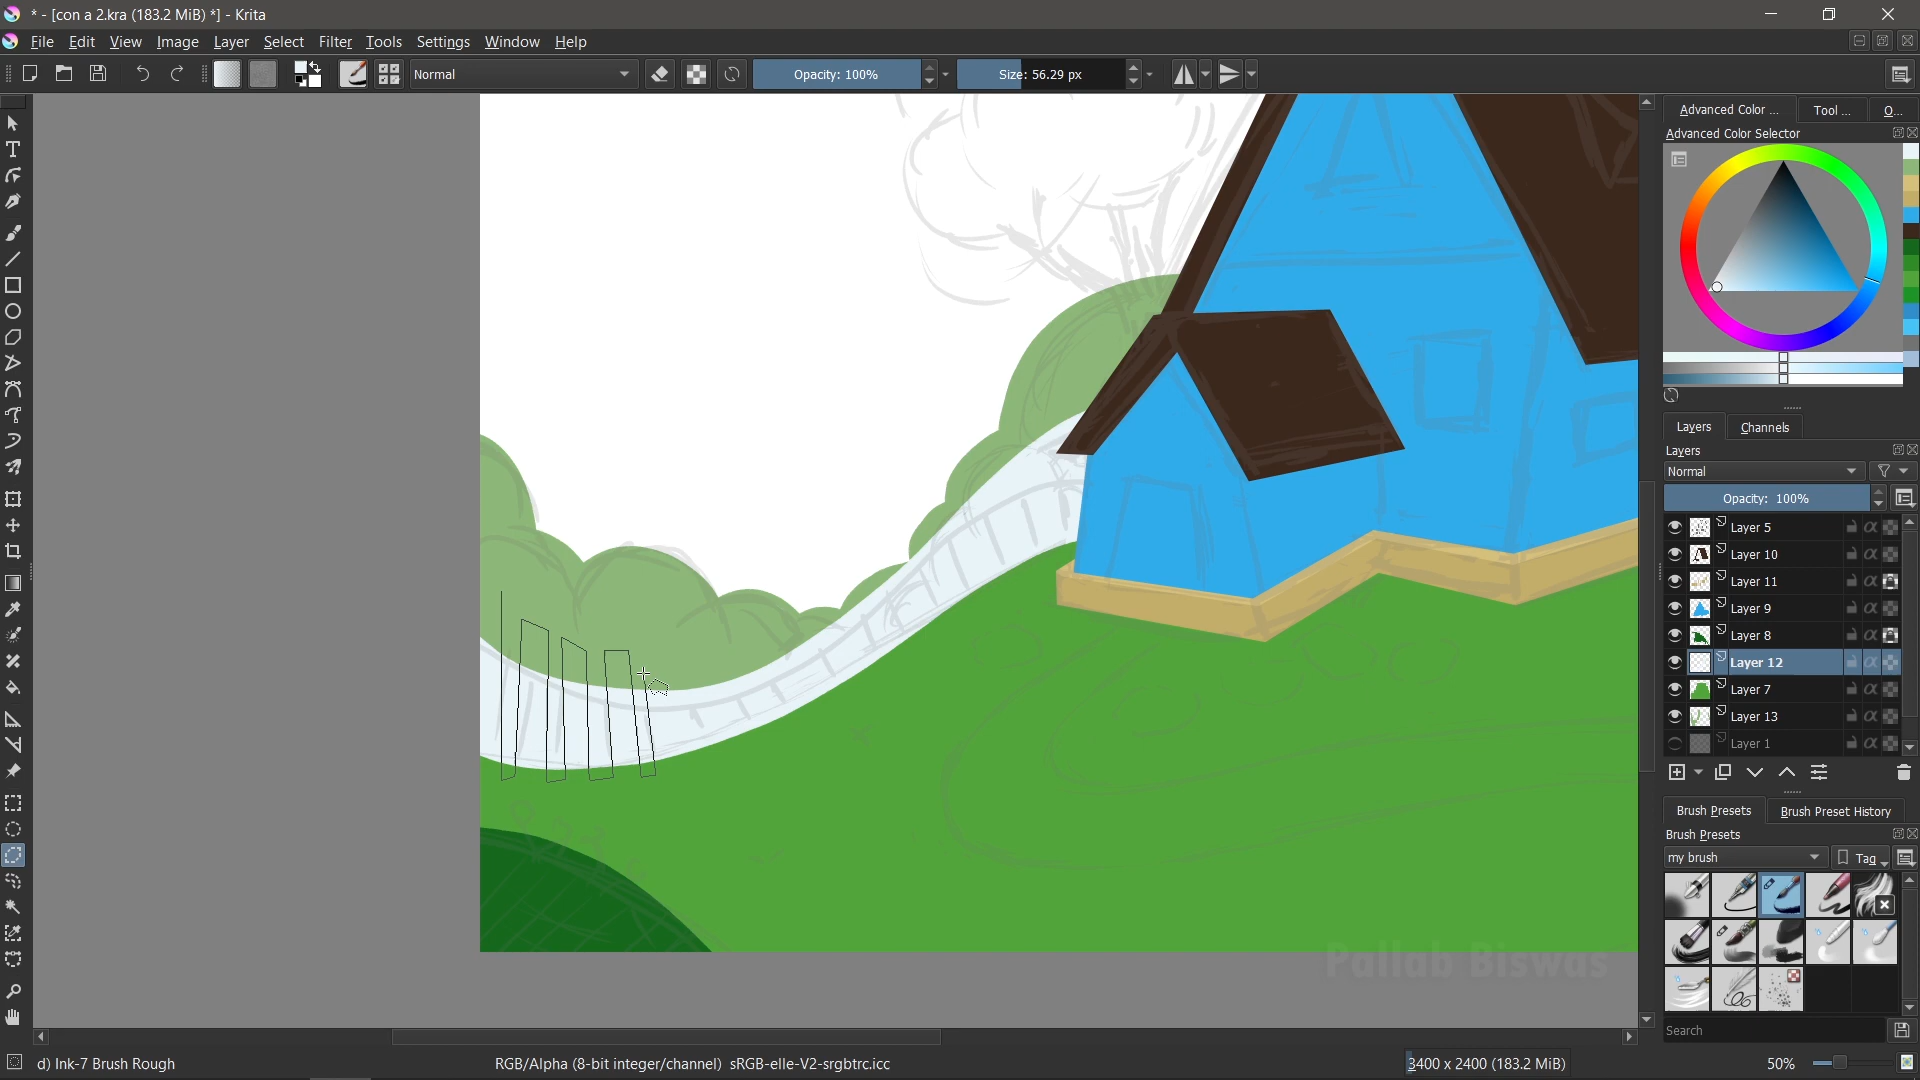 * - [con a 2.kra (183.2 MiB) *] - Krita
File Edit View Image Layer Select Filter Tools Settings Window Help
Normal Opacity: 100% Size: 56.29 px
Advanced Color ... Tool ... O...
Advanced Color Selector
Layers Channels
Layers
Normal
Opacity: 100%
Layer 5
Layer 10
Layer 11
Layer 9
Layer 8
Layer 12
Layer 7
Layer 13
Layer 1
Brush Presets Brush Preset History
Brush Presets
my brush Tag
Search
Pallab Biswas
d) Ink-7 Brush Rough RGB/Alpha (8-bit integer/channel) sRGB-elle-V2-srgbtrc.icc 3400 x 2400 (183.2 MiB) 50%